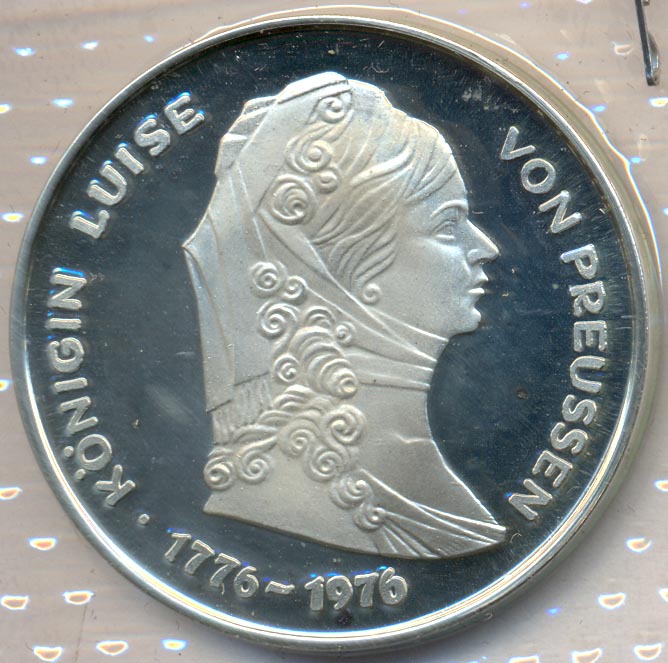 KÖNIGIN LUISE VON PREUSSEN
· 1776-1976